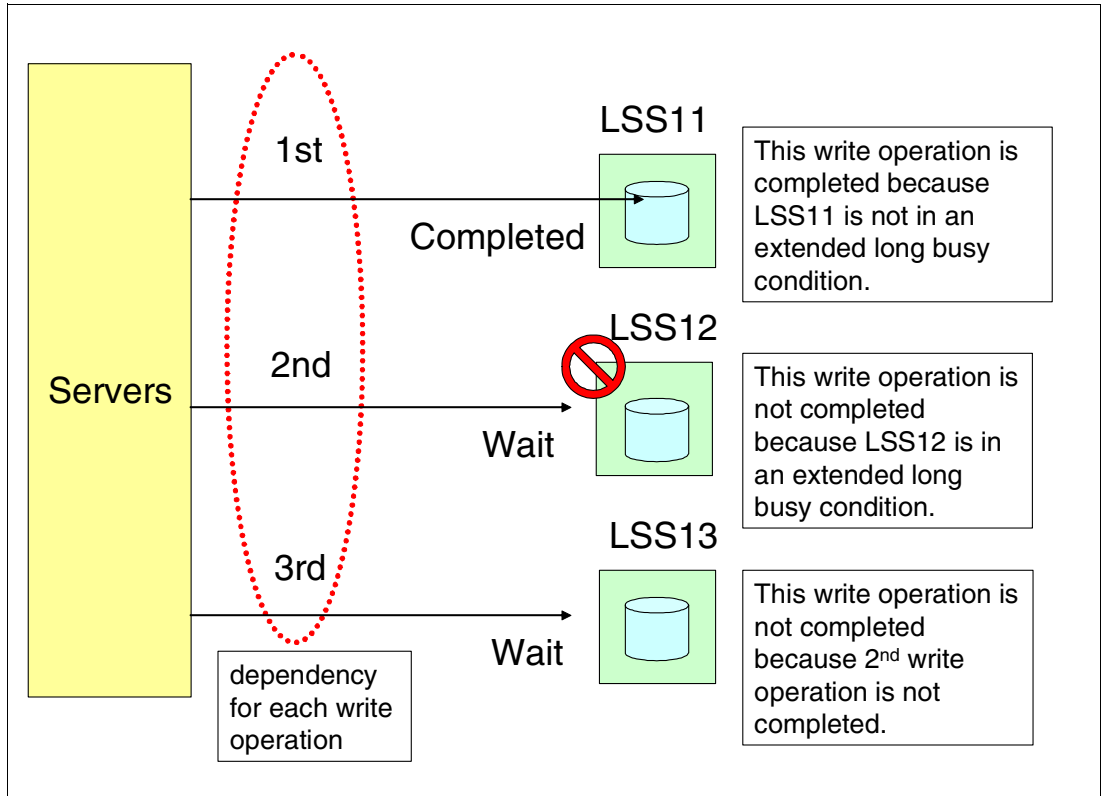 Servers
1st
Completed
LSS11
This write operation is
completed because
LSS11 is not in an
extended long busy
condition.
2nd
Wait
LSS12
This write operation is
not completed
because LSS12 is in
an extended long
busy condition.
3rd
Wait
LSS13
This write operation is
not completed
because 2nd write
operation is not
completed.
dependency
for each write
operation